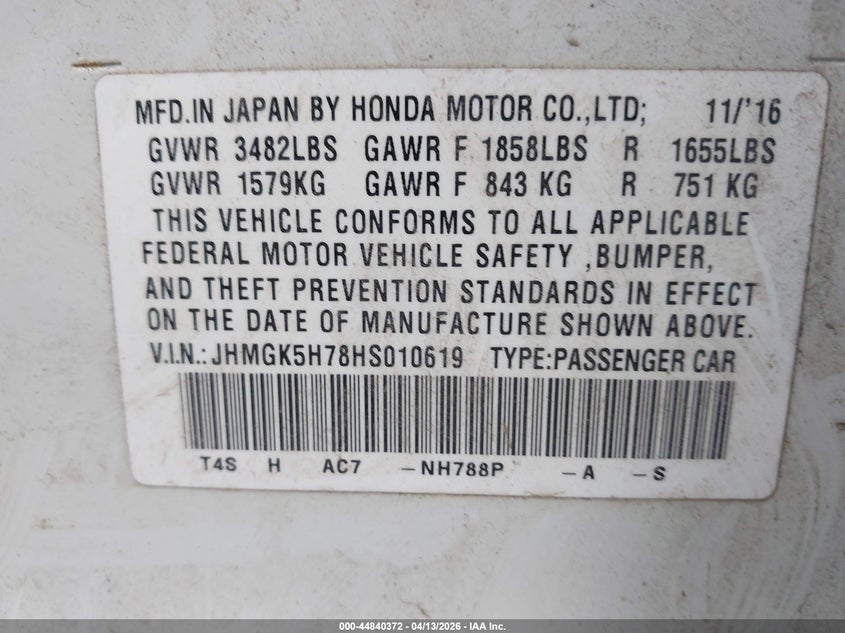 MFD.IN JAPAN BY HONDA MOTOR CO.,LTD; 11/'16
GVWR 3482LBS GAWR F 1858LBS R 1655LBS
GVWR 1579KG GAWR F 843 KG R 751 KG
THIS VEHICLE CONFORMS TO ALL APPLICABLE
FEDERAL MOTOR VEHICLE SAFETY ,BUMPER,
AND THEFT PREVENTION STANDARDS IN EFFECT
ON THE DATE OF MANUFACTURE SHOWN ABOVE.
V.I.N.: JHMGK5H78HS010619 TYPE:PASSENGER CAR
T4S H AC7 -NH788P -A -S
000-44840372 - 04/13/2026 - IAA Inc.